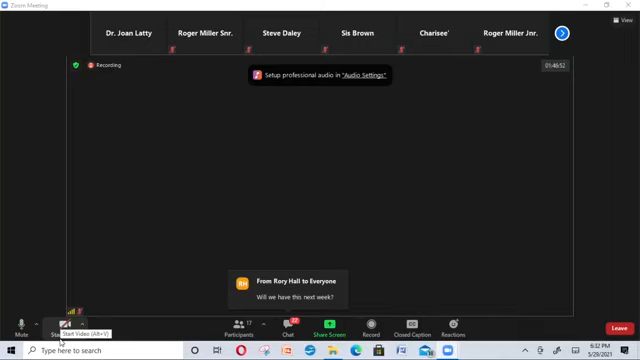 Zoom Meeting
View
Dr. Joan Latty
Roger Miller Snr.
Steve Daley
Sis Brown
Charisee'
Roger Miller Jnr.
Recording
Setup professional audio in "Audio Settings"
01:46:52
RH
From Rory Hall to Everyone
Will we have this next week?
17
22
Mute
Start Video (Alt+V)
Participants
Chat
Share Screen
Record
Closed Caption
Reactions
Leave
Type here to search
6:32 PM
5/29/2021